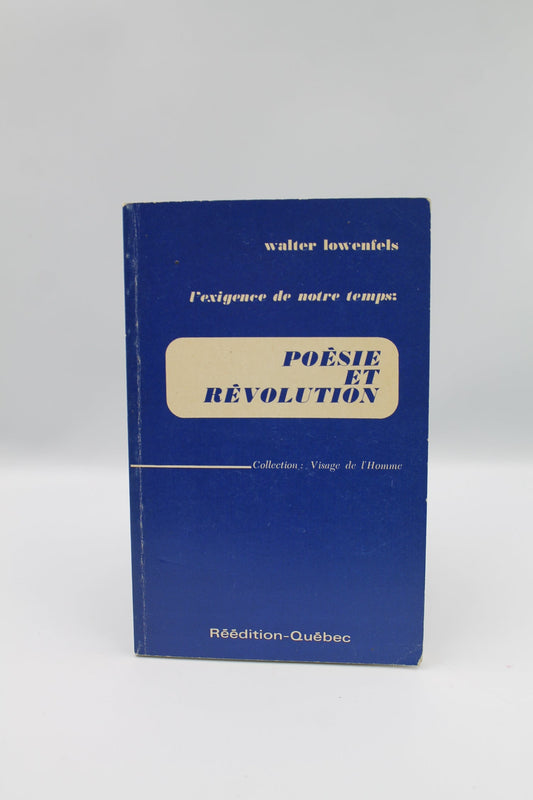 walter lowenfels
l'exigence de notre temps:
POÉSIE
ET
RÉVOLUTION
Collection: Visage de l'Homme
Réédition-Québec